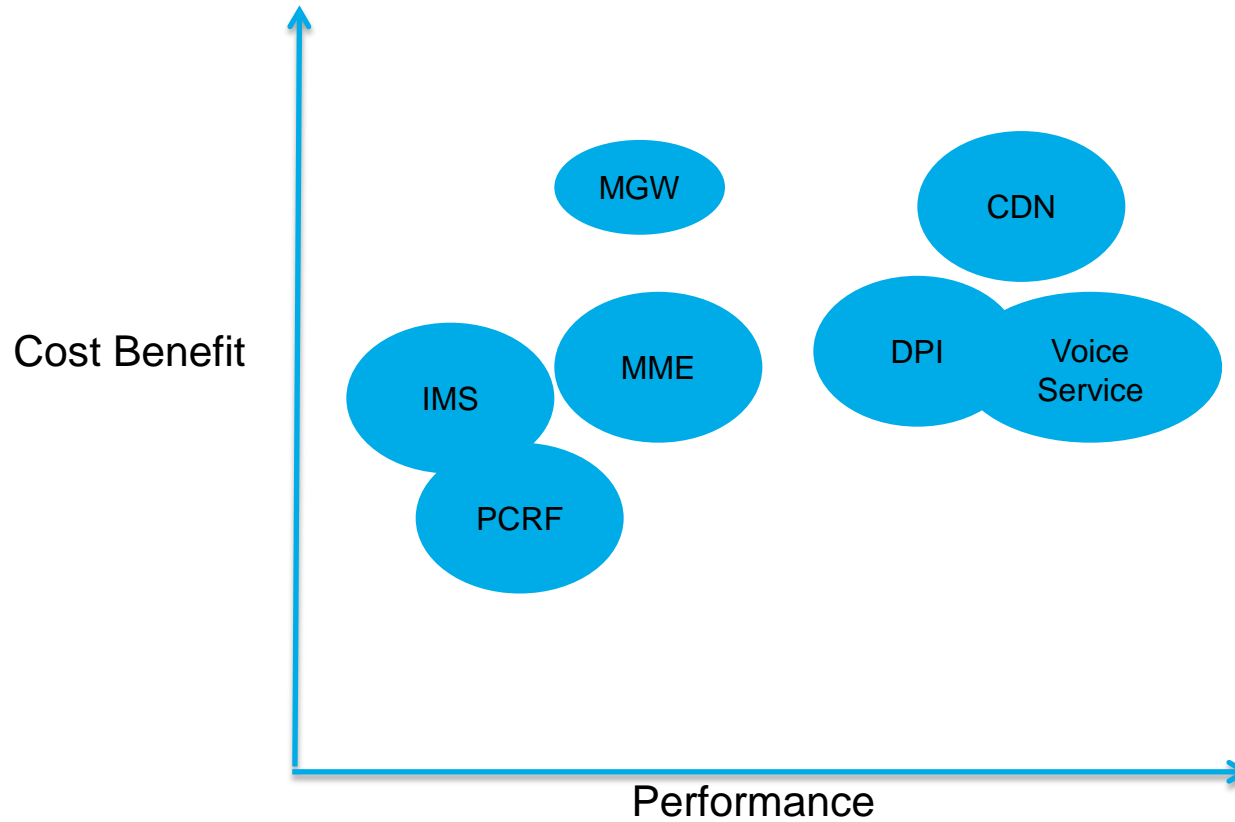 MGW
CDN
Cost Benefit
IMS
MME
DPI
Voice
Service
PCRF
Performance